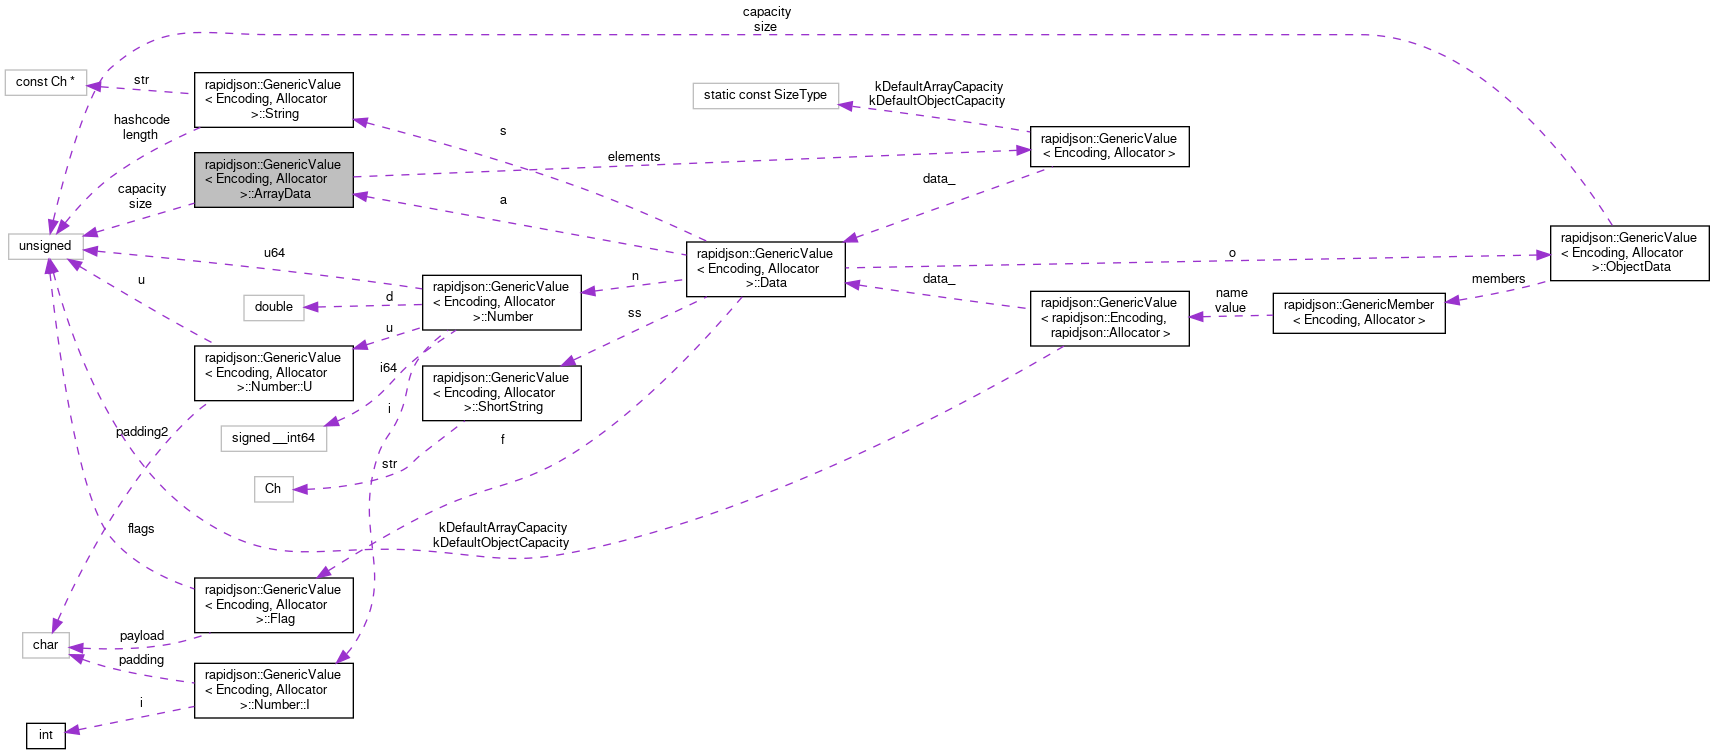 capacity
size
const Ch *
str
rapidjson::GenericValue
< Encoding, Allocator
>::String
hashcode
length
static const SizeType
kDefaultArrayCapacity
kDefaultObjectCapacity
rapidjson::GenericValue
< Encoding, Allocator >
s
rapidjson::GenericValue
< Encoding, Allocator
>::ArrayData
elements
capacity
size
a
data_
unsigned
u64
rapidjson::GenericValue
< Encoding, Allocator
>::Data
o
rapidjson::GenericValue
< Encoding, Allocator
>::ObjectData
u
double
d
rapidjson::GenericValue
< Encoding, Allocator
>::Number
n
data_
rapidjson::GenericValue
< rapidjson::Encoding,
rapidjson::Allocator >
name
value
rapidjson::GenericMember
< Encoding, Allocator >
members
u
ss
rapidjson::GenericValue
< Encoding, Allocator
>::Number::U
i64
rapidjson::GenericValue
< Encoding, Allocator
>::ShortString
i
padding2
signed __int64
f
str
Ch
flags
kDefaultArrayCapacity
kDefaultObjectCapacity
rapidjson::GenericValue
< Encoding, Allocator
>::Flag
char
payload
padding
rapidjson::GenericValue
< Encoding, Allocator
>::Number::I
i
int